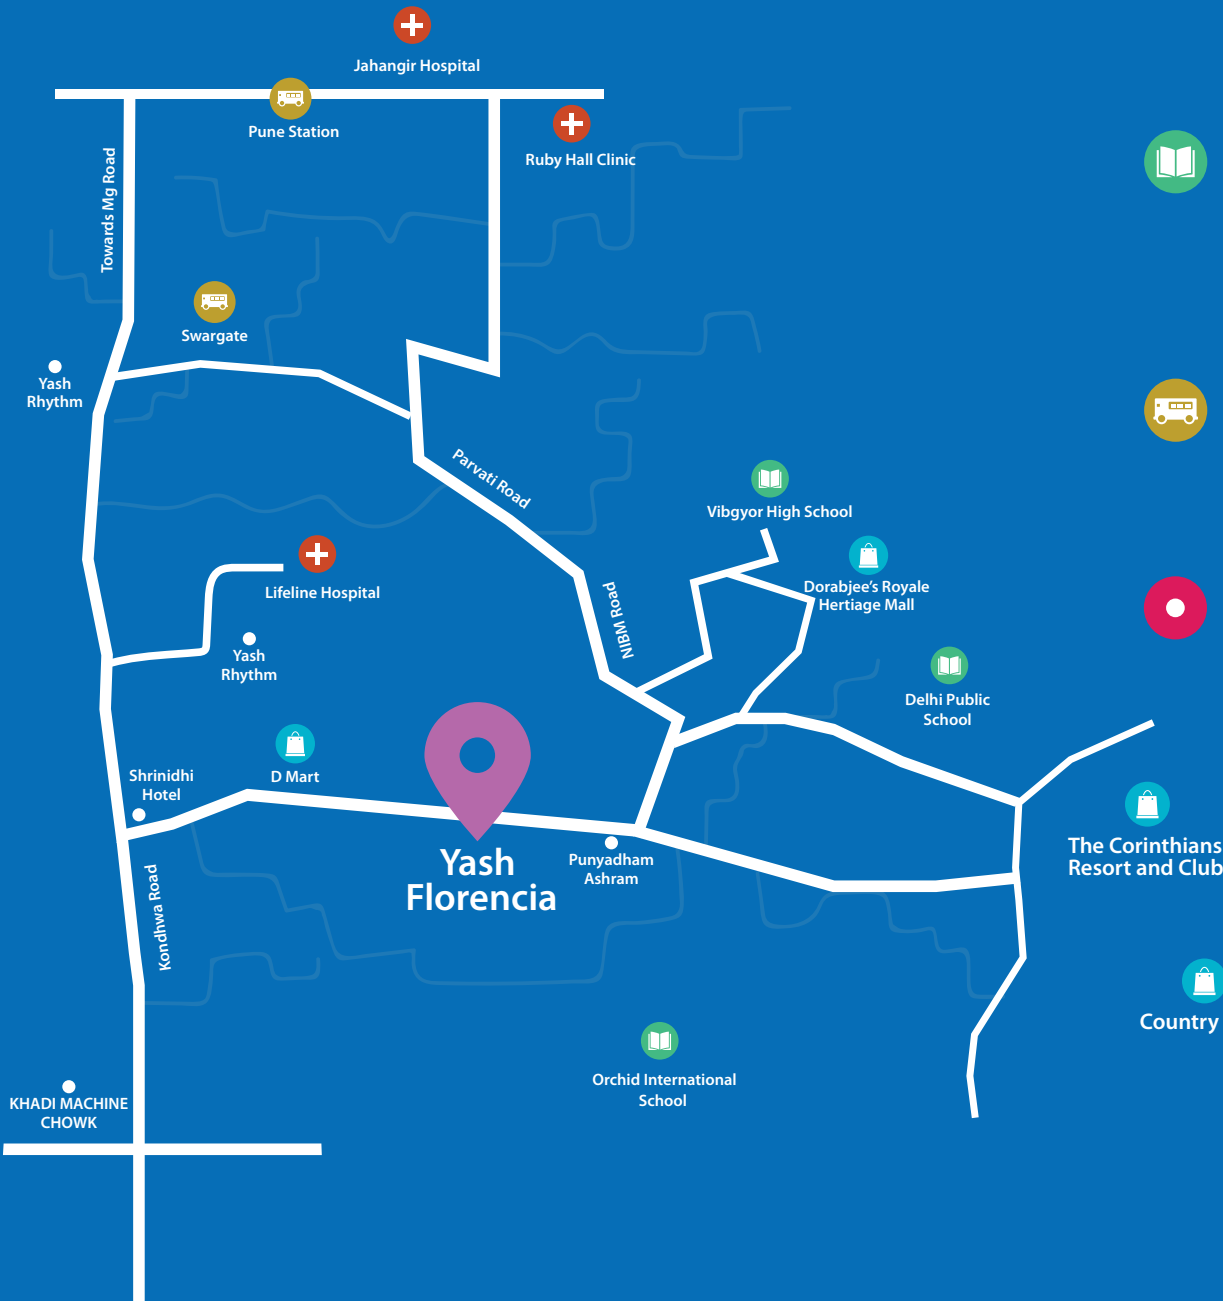 Jahangir Hospital
Pune Station
Ruby Hall Clinic
Towards Mg Road
Swargate
Yash
Rhythm
Parvati Road
Vibgyor High School
Dorabjee's Royale
Hertiage Mall
Lifeline Hospital
NIBM Road
Yash
Rhythm
Delhi Public
School
D Mart
Shrinidhi
Hotel
Yash
Florencia
Punyadham
Ashram
The Corinthians
Resort and Club
Kondhwa Road
Country
Orchid International
School
KHADI MACHINE
CHOWK